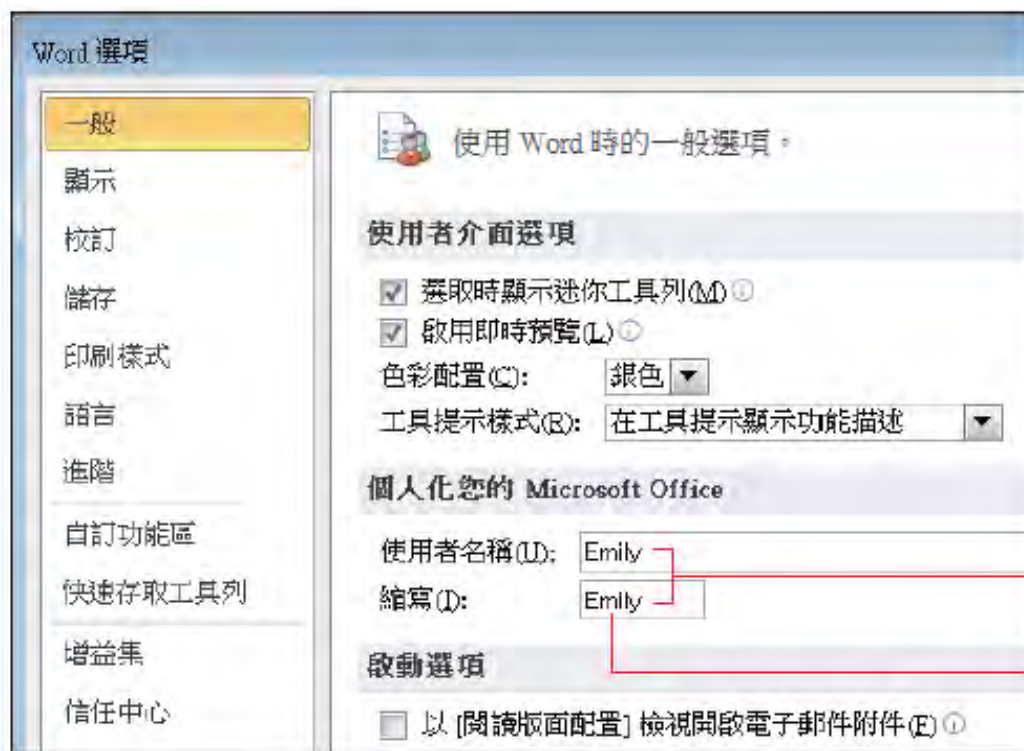 Word 選項
一般
顯示
校訂
儲存
印刷樣式
語言
進階
自訂功能區
快速存取工具列
增益集
信任中心
使用 Word 時的一般選項。
使用者介面選項
選取時顯示迷你工具列(M)
啟用即時預覽(L)
色彩配置(C): 銀色
工具提示樣式(R): 在工具提示顯示功能描述
個人化您的 Microsoft Office
使用者名稱(U): Emily
縮寫(I): Emily
啟動選項
以 [閱讀版面配置] 檢視開啟電子郵件附件(E)